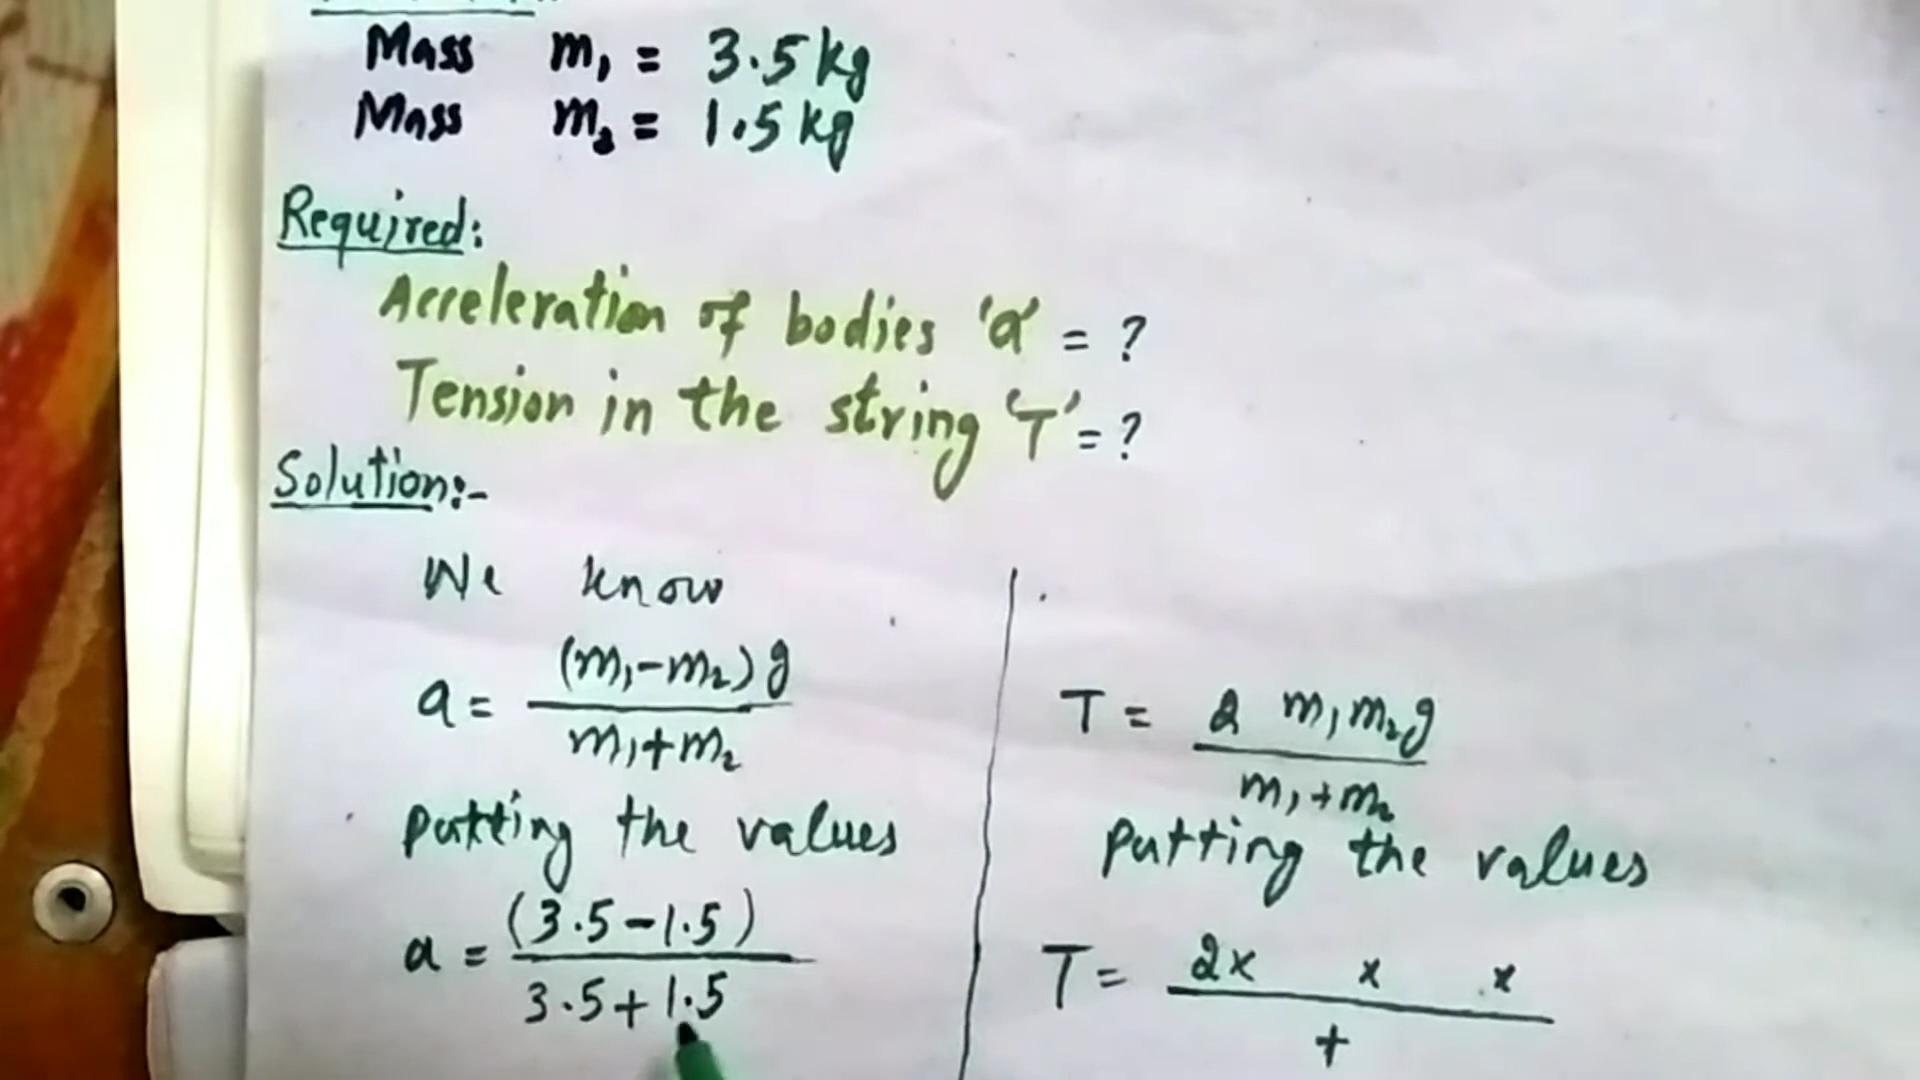 Mass m₁ = 3.5 kg
Mass m₂ = 1.5 kg
Required:
Acceleration of bodies 'a' = ?
Tension in the string 'T' = ?
Solution:-
We know
a = (m₁-m₂) g / m₁+m₂
putting the values
a = (3.5-1.5) / 3.5+1.5
T = 2 m₁m₂g / m₁+m₂
putting the values
T = 2x x x / +